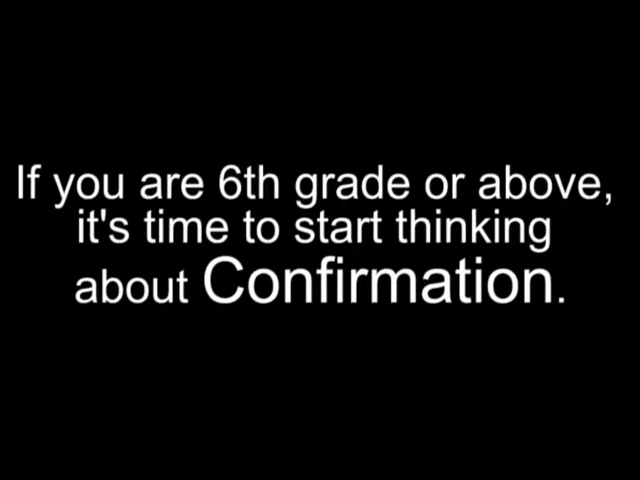 If you are 6th grade or above,
it's time to start thinking
about Confirmation.